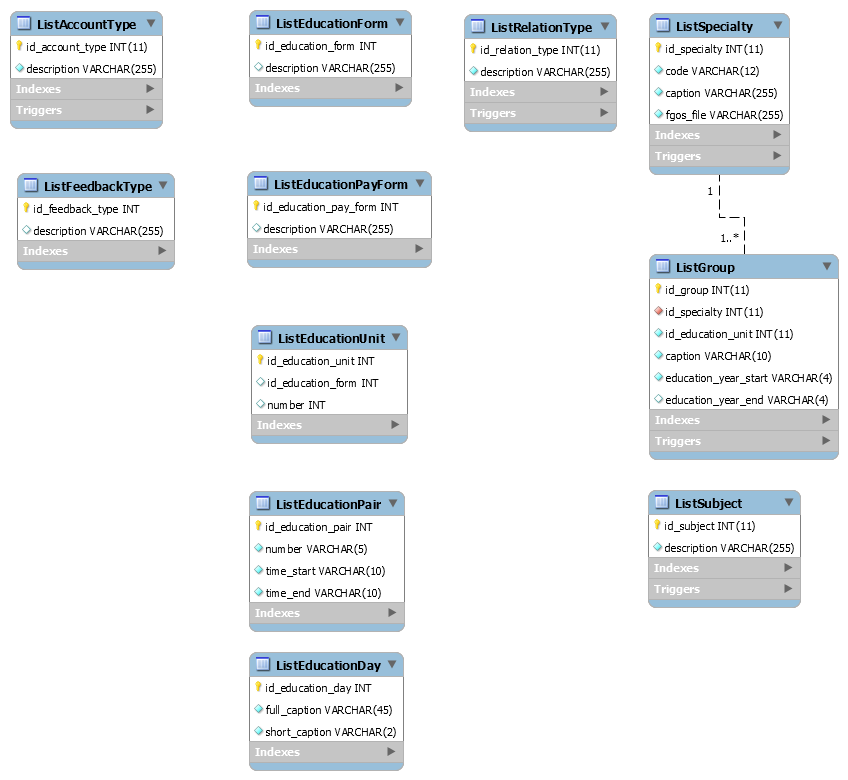 ListAccountType
id_account_type INT(11)
description VARCHAR(255)
Indexes
Triggers
ListEducationForm
id_education_form INT
description VARCHAR(255)
Indexes
ListRelationType
id_relation_type INT(11)
description VARCHAR(255)
Indexes
Triggers
ListSpecialty
id_specialty INT(11)
code VARCHAR(12)
caption VARCHAR(255)
fgos_file VARCHAR(255)
Indexes
Triggers
1
1..*
ListFeedbackType
id_feedback_type INT
description VARCHAR(255)
Indexes
ListEducationPayForm
id_education_pay_form INT
description VARCHAR(255)
Indexes
ListGroup
id_group INT(11)
id_specialty INT(11)
id_education_unit INT(11)
caption VARCHAR(10)
education_year_start VARCHAR(4)
education_year_end VARCHAR(4)
Indexes
Triggers
ListEducationUnit
id_education_unit INT
id_education_form INT
number INT
Indexes
ListEducationPair
id_education_pair INT
number VARCHAR(5)
time_start VARCHAR(10)
time_end VARCHAR(10)
Indexes
ListSubject
id_subject INT(11)
description VARCHAR(255)
Indexes
Triggers
ListEducationDay
id_education_day INT
full_caption VARCHAR(45)
short_caption VARCHAR(2)
Indexes